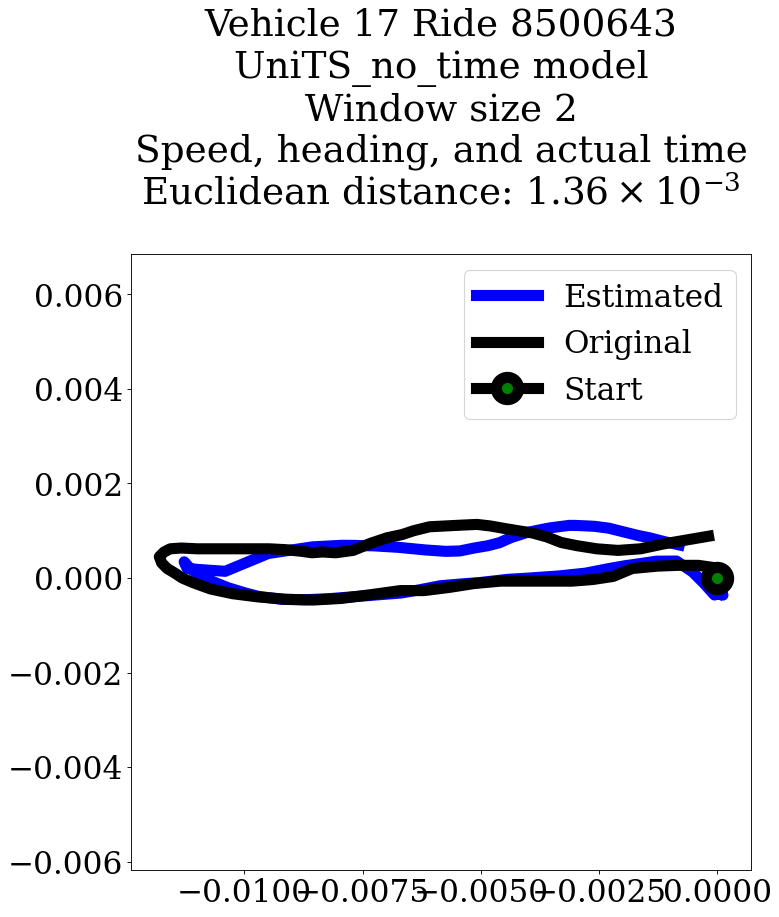 Vehicle 17 Ride 8500643
UniTS_no_time model
Window size 2
Speed, heading, and actual time
Euclidean distance: 1.36 × 10⁻³
Estimated
Original
Start
0.006
0.004
0.002
0.000
−0.002
−0.004
−0.006
−0.0100
−0.0075
−0.0050
−0.0025
0.0000